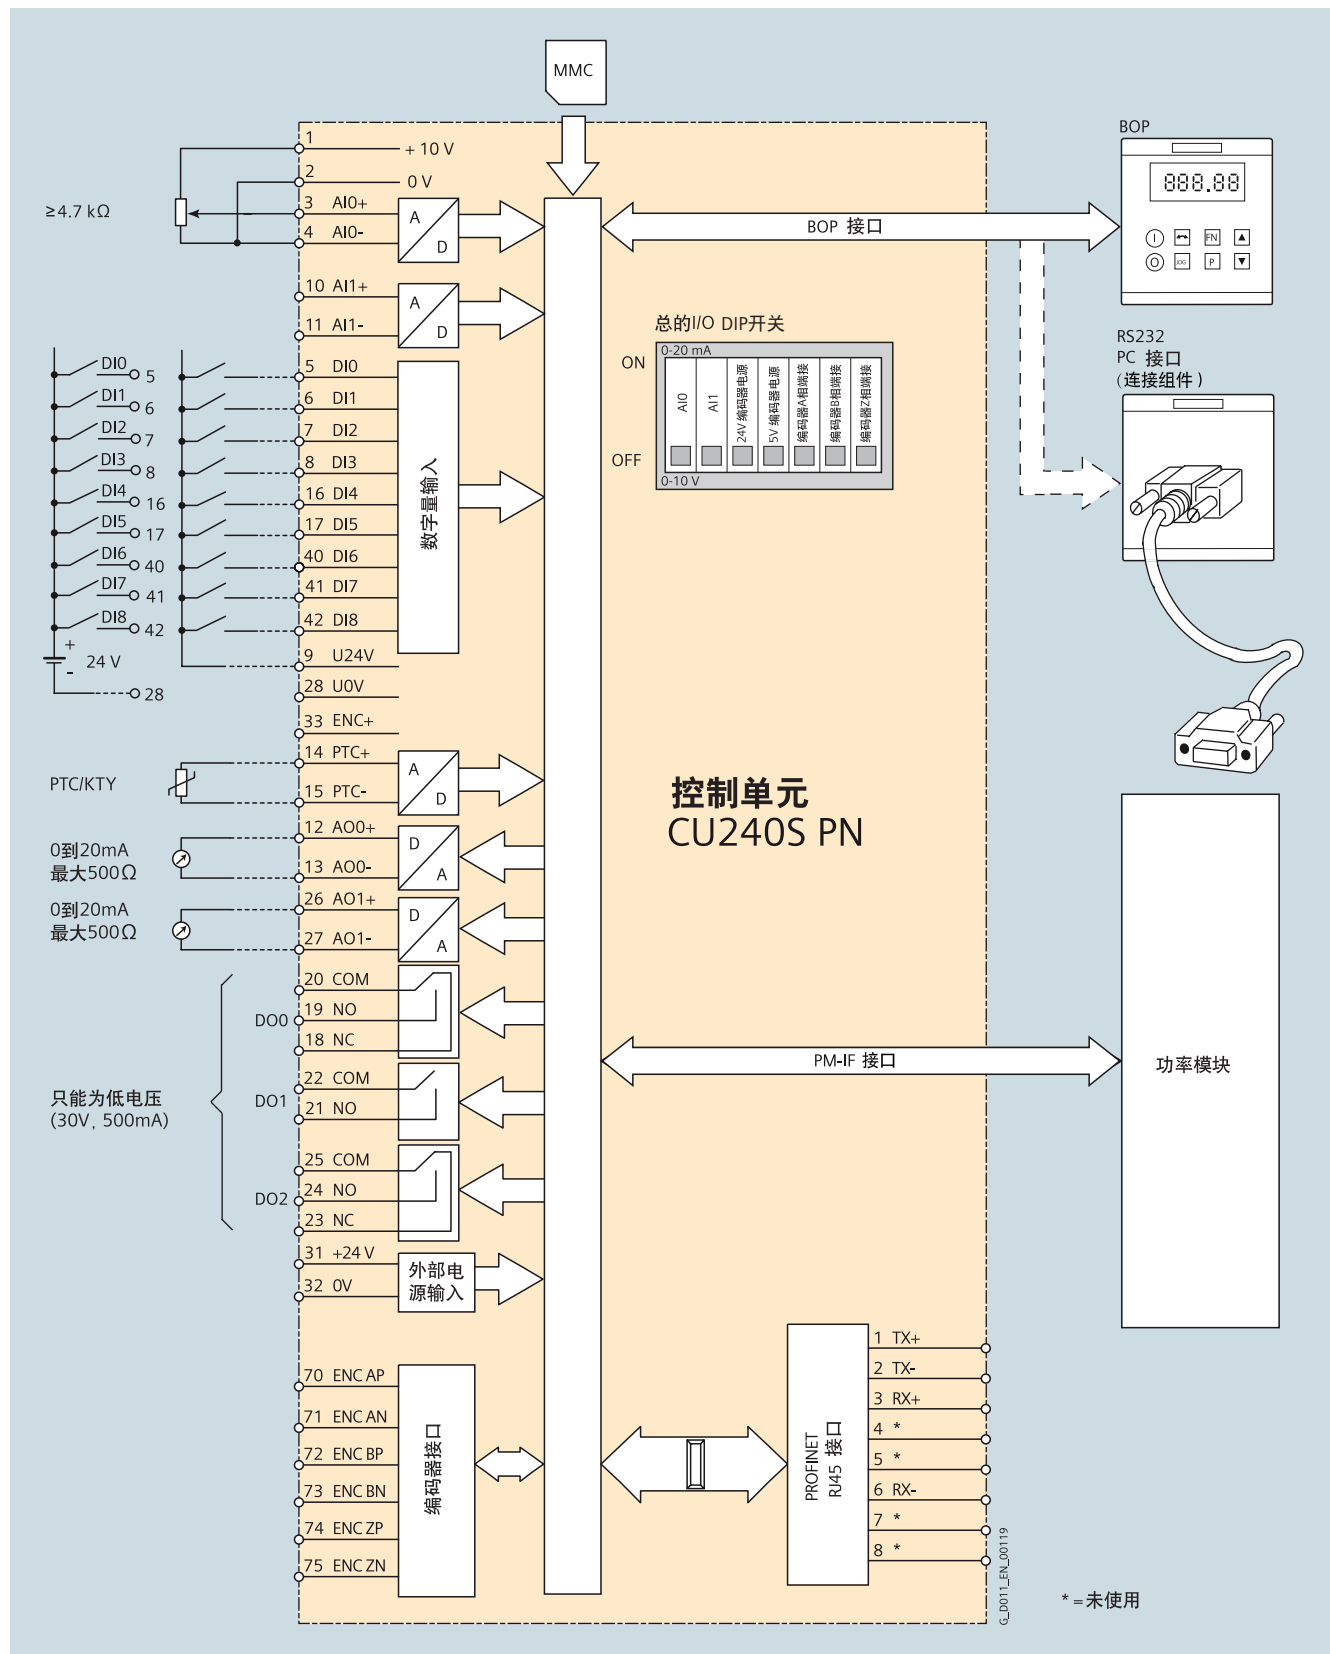 MMC
1
+ 10 V
2
0 V
≥4.7 kΩ
3 AI0+
4 AI0-
A
D
10 AI1+
11 AI1-
A
D
DI0
5
DI1
6
DI2
7
DI3
8
DI4
16
DI5
17
DI6
40
DI7
41
DI8
42
+
24 V
-
28
5 DI0
6 DI1
7 DI2
8 DI3
16 DI4
17 DI5
40 DI6
41 DI7
42 DI8
数字量输入
9 U24V
28 U0V
33 ENC+
PTC/KTY
14 PTC+
15 PTC-
A
D
0到20mA
最大500Ω
12 AO0+
13 AO0-
D
A
0到20mA
最大500Ω
26 AO1+
27 AO1-
D
A
只能为低电压
(30V, 500mA)
DO0
20 COM
19 NO
18 NC
DO1
22 COM
21 NO
DO2
25 COM
24 NO
23 NC
31 +24 V
32 0V
外部电
源输入
70 ENC AP
71 ENC AN
72 ENC BP
73 ENC BN
74 ENC ZP
75 ENC ZN
编码器接口
BOP 接口
总的I/O DIP开关
ON
OFF
0-20 mA
AI0
AI1
24V 编码器电源
5V 编码器电源
编码器A相端接
编码器B相端接
编码器Z相端接
0-10 V
控制单元
CU240S PN
PM-IF 接口
PROFINET
RJ45 接口
1 TX+
2 TX-
3 RX+
4 *
5 *
6 RX-
7 *
8 *
BOP
888.88
I
FN
O
JOG
P
RS232
PC 接口
(连接组件)
功率模块
G_D011_EN_00119
* = 未使用